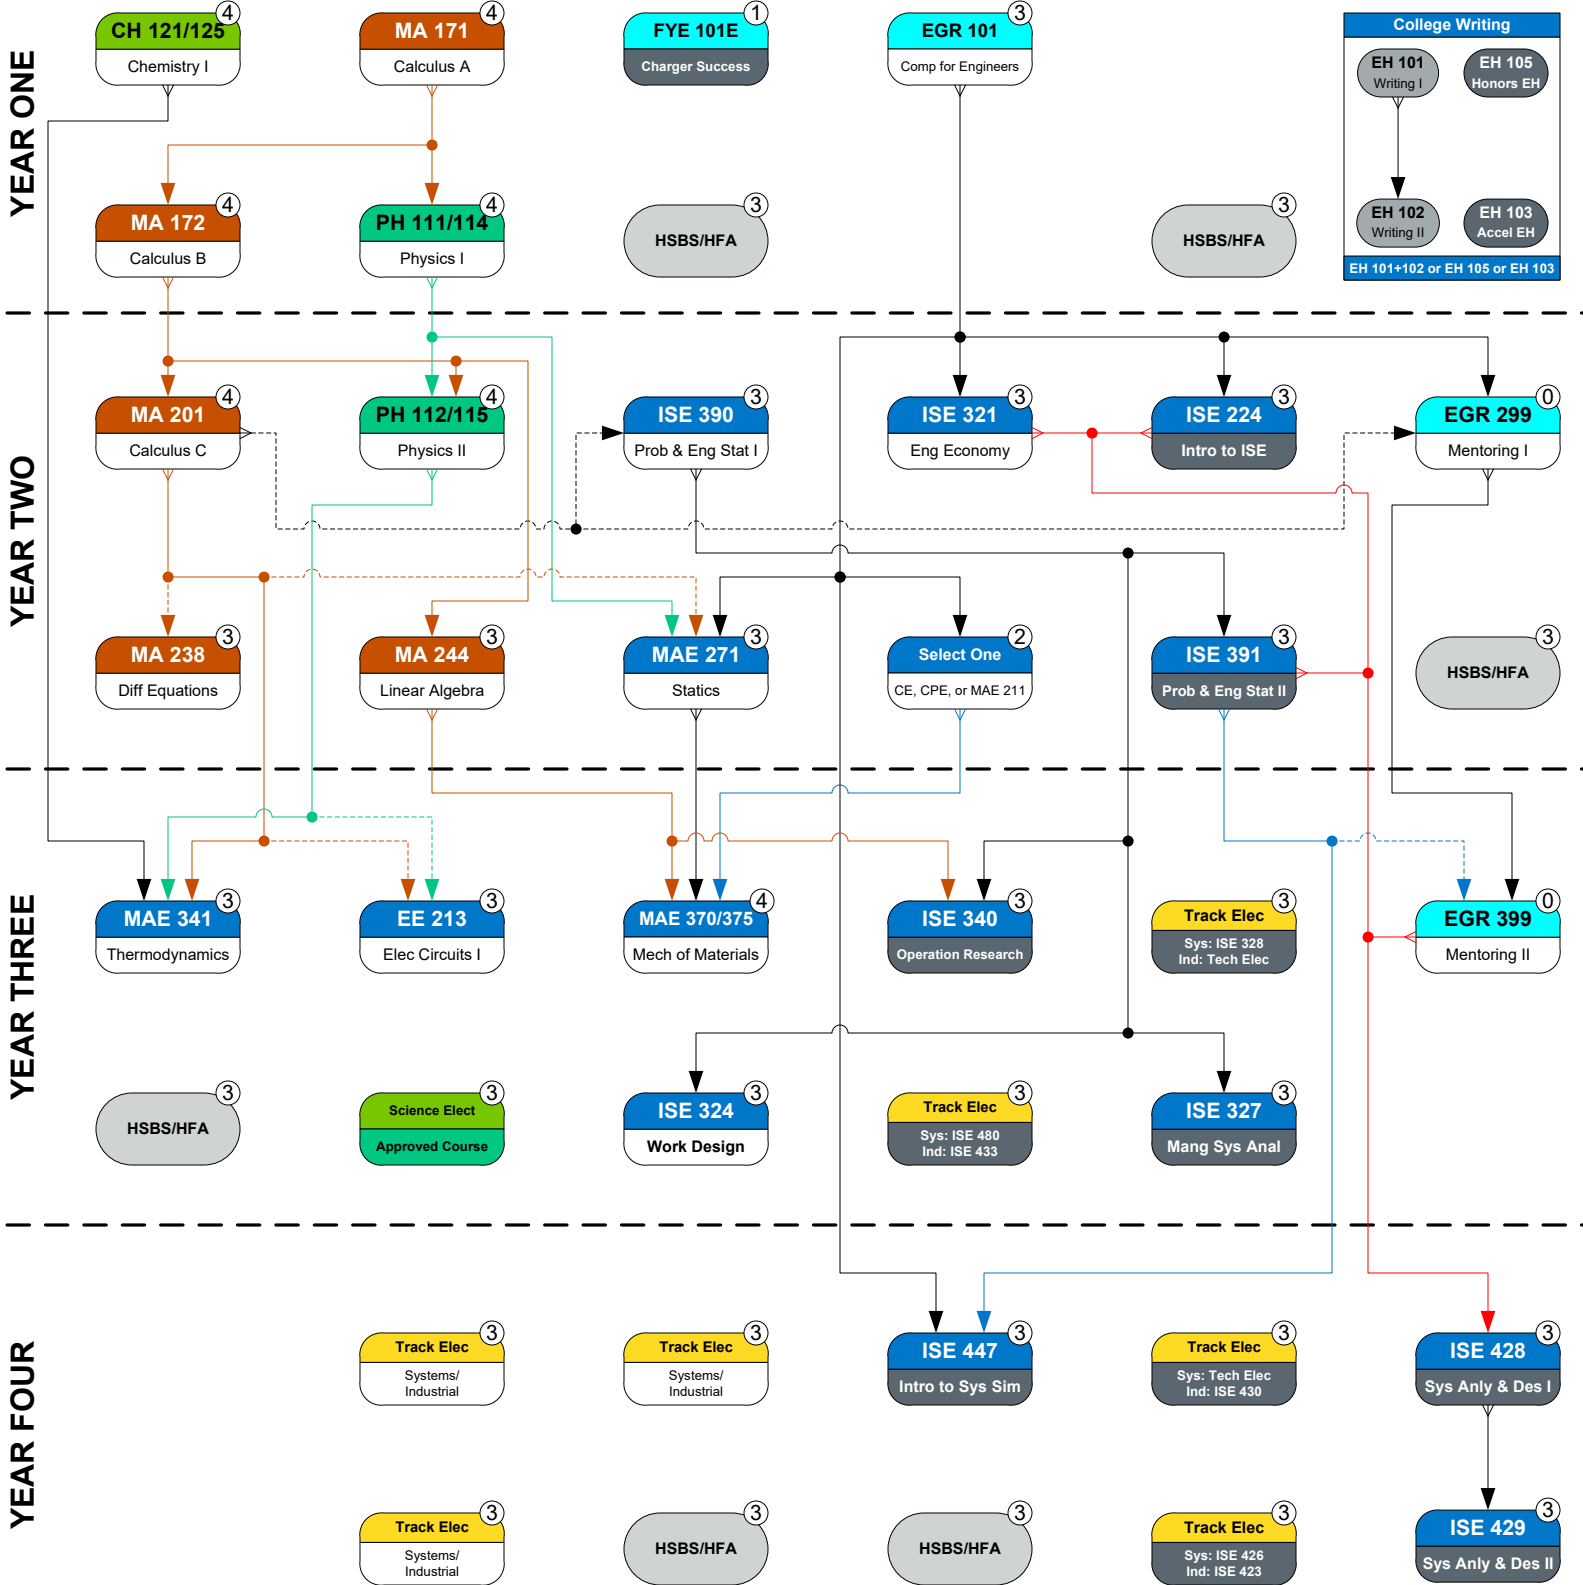 YEAR ONE
CH 121/125
4
Chemistry I
MA 171
4
Calculus A
FYE 101E
1
Charger Success
EGR 101
3
Comp for Engineers
College Writing
EH 101
Writing I
EH 105
Honors EH
EH 102
Writing II
EH 103
Accel EH
EH 101+102 or EH 105 or EH 103
MA 172
4
Calculus B
PH 111/114
4
Physics I
3
HSBS/HFA
3
HSBS/HFA
YEAR TWO
MA 201
4
Calculus C
PH 112/115
4
Physics II
ISE 390
3
Prob & Eng Stat I
ISE 321
3
Eng Economy
ISE 224
3
Intro to ISE
EGR 299
0
Mentoring I
MA 238
3
Diff Equations
MA 244
3
Linear Algebra
MAE 271
3
Statics
Select One
2
CE, CPE, or MAE 211
ISE 391
3
Prob & Eng Stat II
3
HSBS/HFA
YEAR THREE
MAE 341
3
Thermodynamics
EE 213
3
Elec Circuits I
MAE 370/375
4
Mech of Materials
ISE 340
3
Operation Research
Track Elec
3
Sys: ISE 328
Ind: Tech Elec
EGR 399
0
Mentoring II
3
HSBS/HFA
Science Elect
3
Approved Course
ISE 324
3
Work Design
Track Elec
3
Sys: ISE 480
Ind: ISE 433
ISE 327
3
Mang Sys Anal
YEAR FOUR
Track Elec
3
Systems/
Industrial
Track Elec
3
Systems/
Industrial
ISE 447
3
Intro to Sys Sim
Track Elec
3
Sys: Tech Elec
Ind: ISE 430
ISE 428
3
Sys Anly & Des I
Track Elec
3
Systems/
Industrial
3
HSBS/HFA
3
HSBS/HFA
Track Elec
3
Sys: ISE 426
Ind: ISE 423
ISE 429
3
Sys Anly & Des II